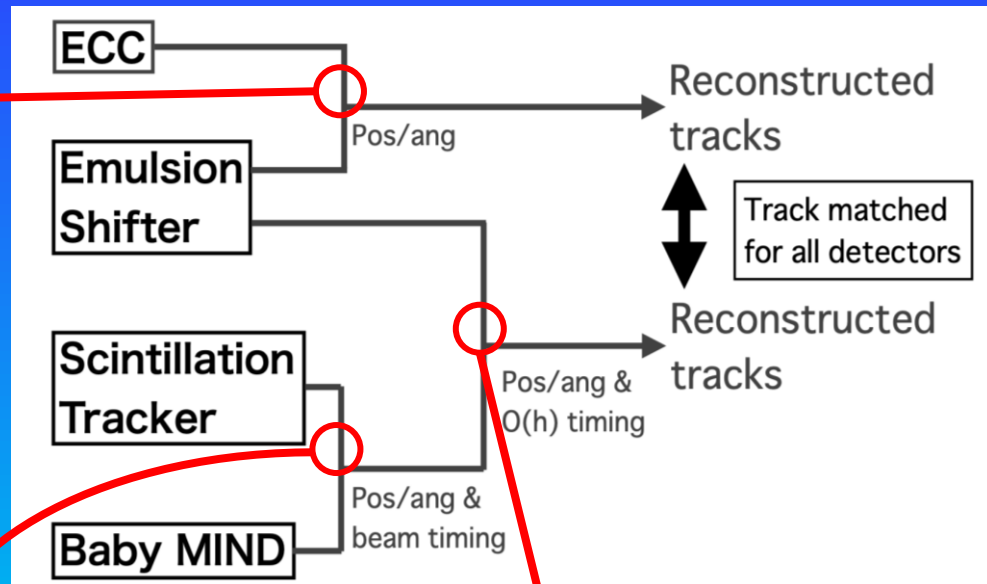 ECC
Reconstructed
tracks
Pos/ang
Emulsion
Shifter
Track matched
for all detectors
Reconstructed
tracks
Scintillation
Tracker
Pos/ang &
O(h) timing
Pos/ang &
beam timing
Baby MIND